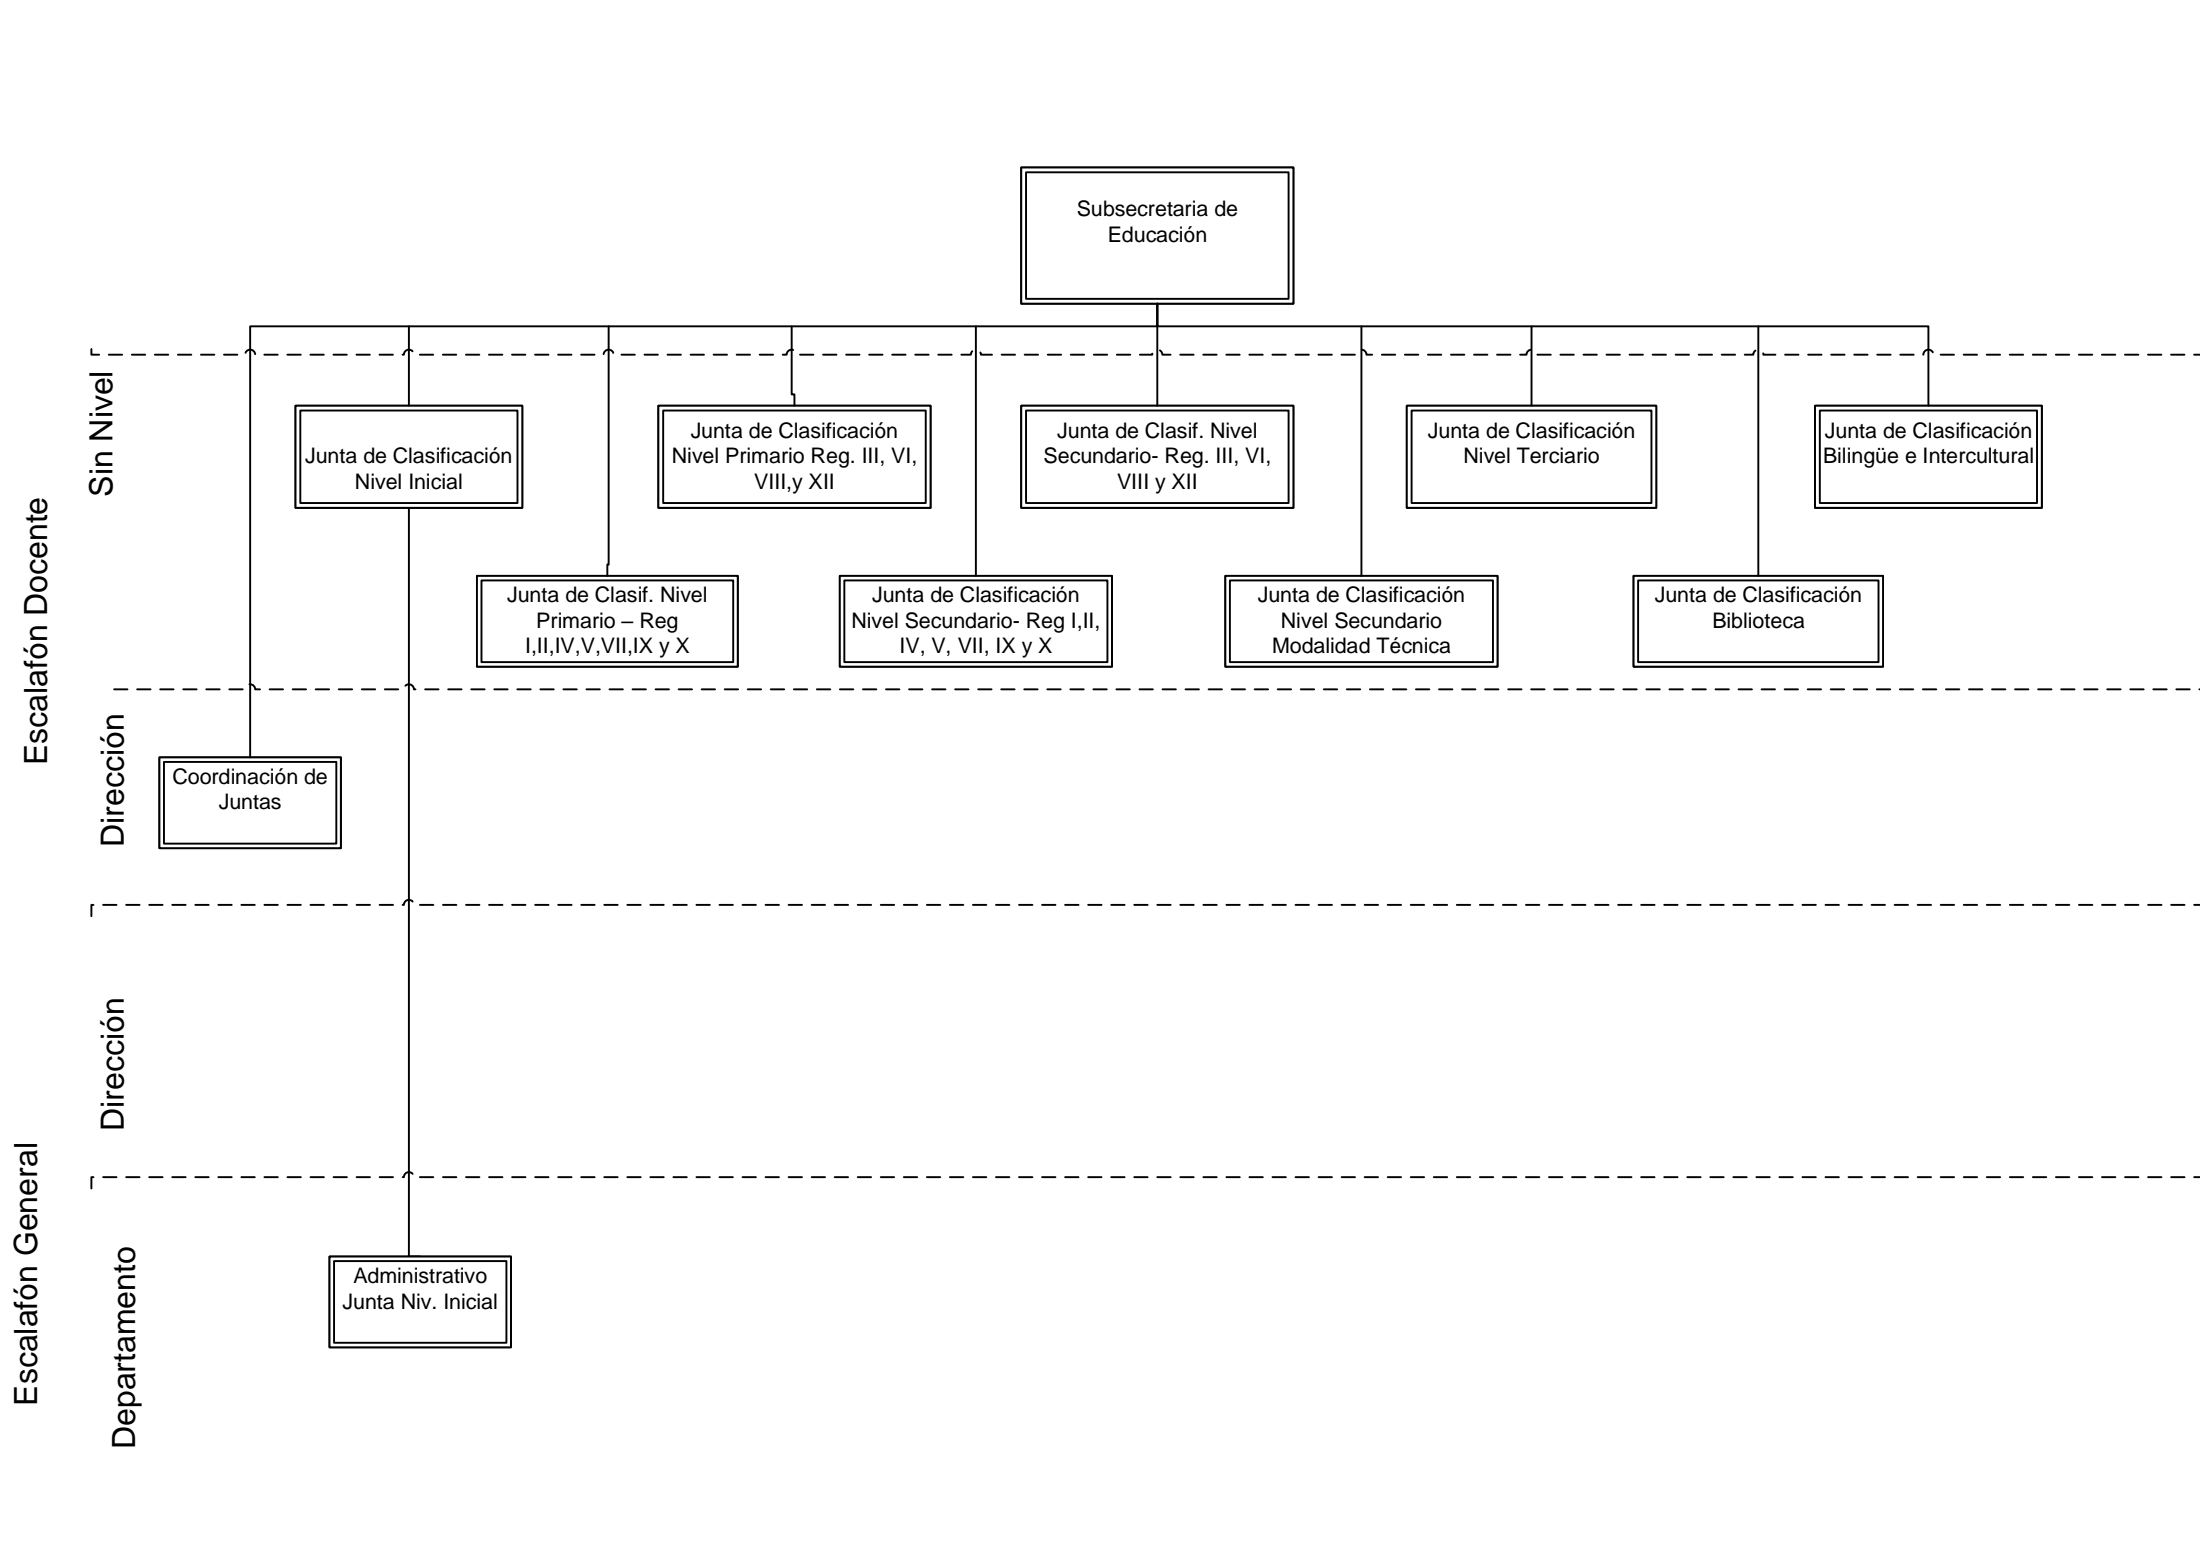 Subsecretaria de
Educación
Sin Nivel
Junta de Clasificación
Nivel Inicial
Junta de Clasificación
Nivel Primario Reg. III, VI,
VIII,y XII
Junta de Clasif. Nivel
Secundario- Reg. III, VI,
VIII y XII
Junta de Clasificación
Nivel Terciario
Junta de Clasificación
Bilingüe e Intercultural
Escalafón Docente
Junta de Clasif. Nivel
Primario – Reg
I,II,IV,V,VII,IX y X
Junta de Clasificación
Nivel Secundario- Reg I,II,
IV, V, VII, IX y X
Junta de Clasificación
Nivel Secundario
Modalidad Técnica
Junta de Clasificación
Biblioteca
Dirección
Coordinación de
Juntas
Dirección
Escalafón General
Departamento
Administrativo
Junta Niv. Inicial